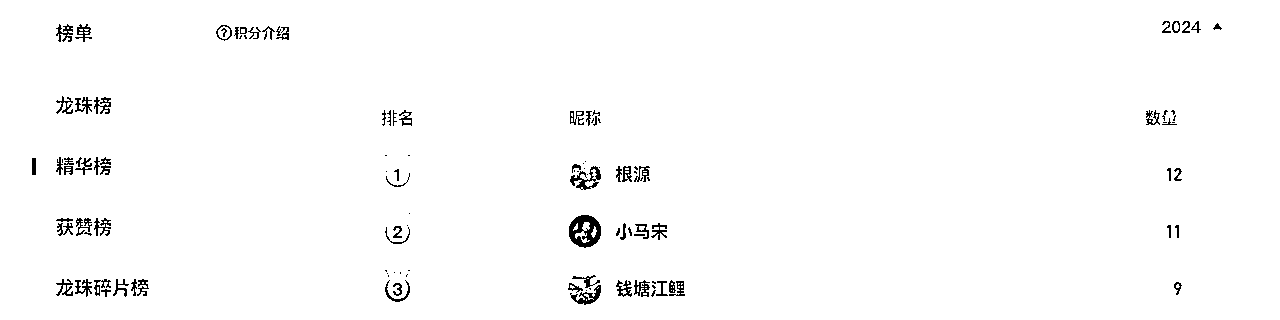 榜单 ?积分介绍 2024
龙珠榜
排名 昵称 数量
精华榜
1 根源 12
获赞榜
2 小马宋 11
龙珠碎片榜
3 钱塘江鲤 9